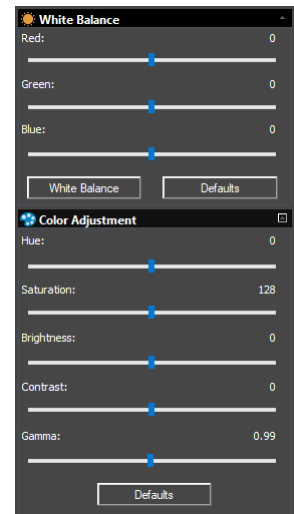 White Balance
Red: 0
Green: 0
Blue: 0
White Balance Defaults
Color Adjustment
Hue: 0
Saturation: 128
Brightness: 0
Contrast: 0
Gamma: 0.99
Defaults